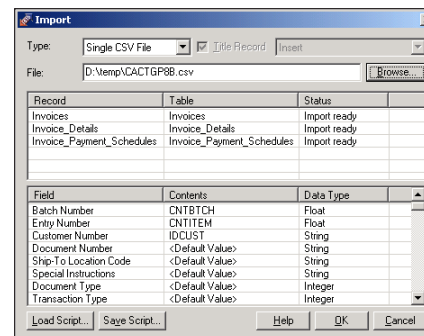 Import
Type: Single CSV File Title Record Insert
File: D:\temp\CACTGP8B.csv Browse...
Record Table Status
Invoices Invoices Import ready
Invoice_Details Invoice_Details Import ready
Invoice_Payment_Schedules Invoice_Payment_Schedules Import ready
Field Contents Data Type
Batch Number CNTBTCH Float
Entry Number CNTITEM Float
Customer Number IDCUST String
Document Number <Default Value> String
Ship-To Location Code <Default Value> String
Special Instructions <Default Value> String
Document Type <Default Value> Integer
Transaction Type <Default Value> Integer
Load Script... Save Script... Help OK Cancel